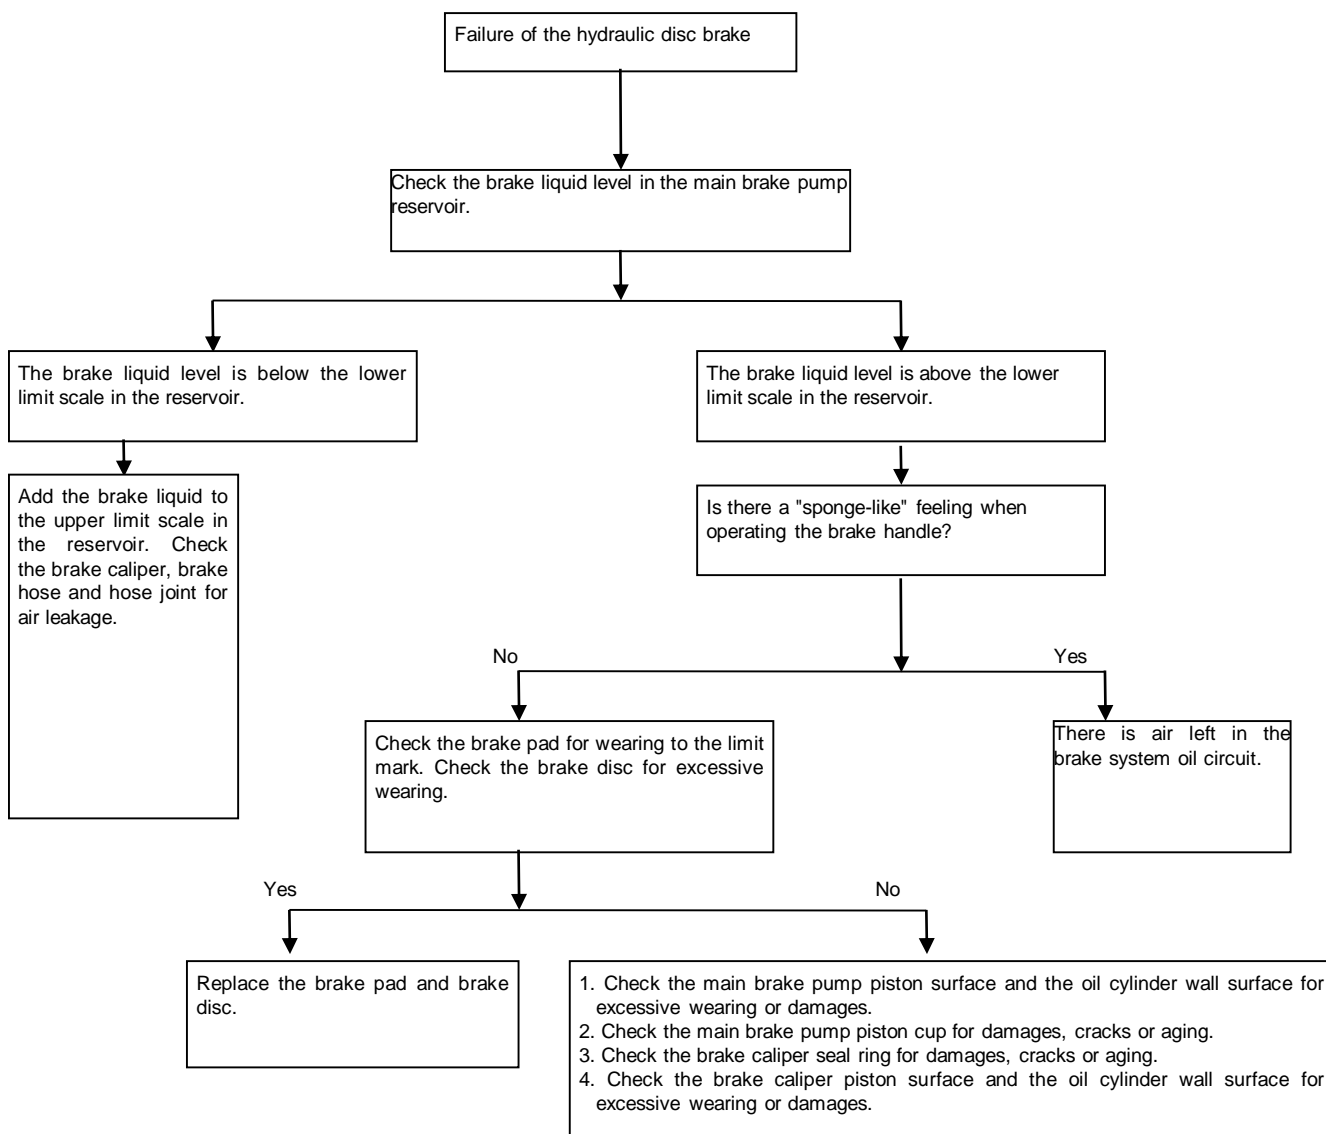 Failure of the hydraulic disc brake
Check the brake liquid level in the main brake pump
reservoir.
The brake liquid level is below the lower
limit scale in the reservoir.
The brake liquid level is above the lower
limit scale in the reservoir.
Add the brake liquid to
the upper limit scale in
the reservoir. Check
the brake caliper, brake
hose and hose joint for
air leakage.
Is there a "sponge-like" feeling when
operating the brake handle?
No
Yes
Check the brake pad for wearing to the limit
mark. Check the brake disc for excessive
wearing.
There is air left in the
brake system oil circuit.
Yes
No
Replace the brake pad and brake
disc.
1. Check the main brake pump piston surface and the oil cylinder wall surface for
excessive wearing or damages.
2. Check the main brake pump piston cup for damages, cracks or aging.
3. Check the brake caliper seal ring for damages, cracks or aging.
4. Check the brake caliper piston surface and the oil cylinder wall surface for
excessive wearing or damages.